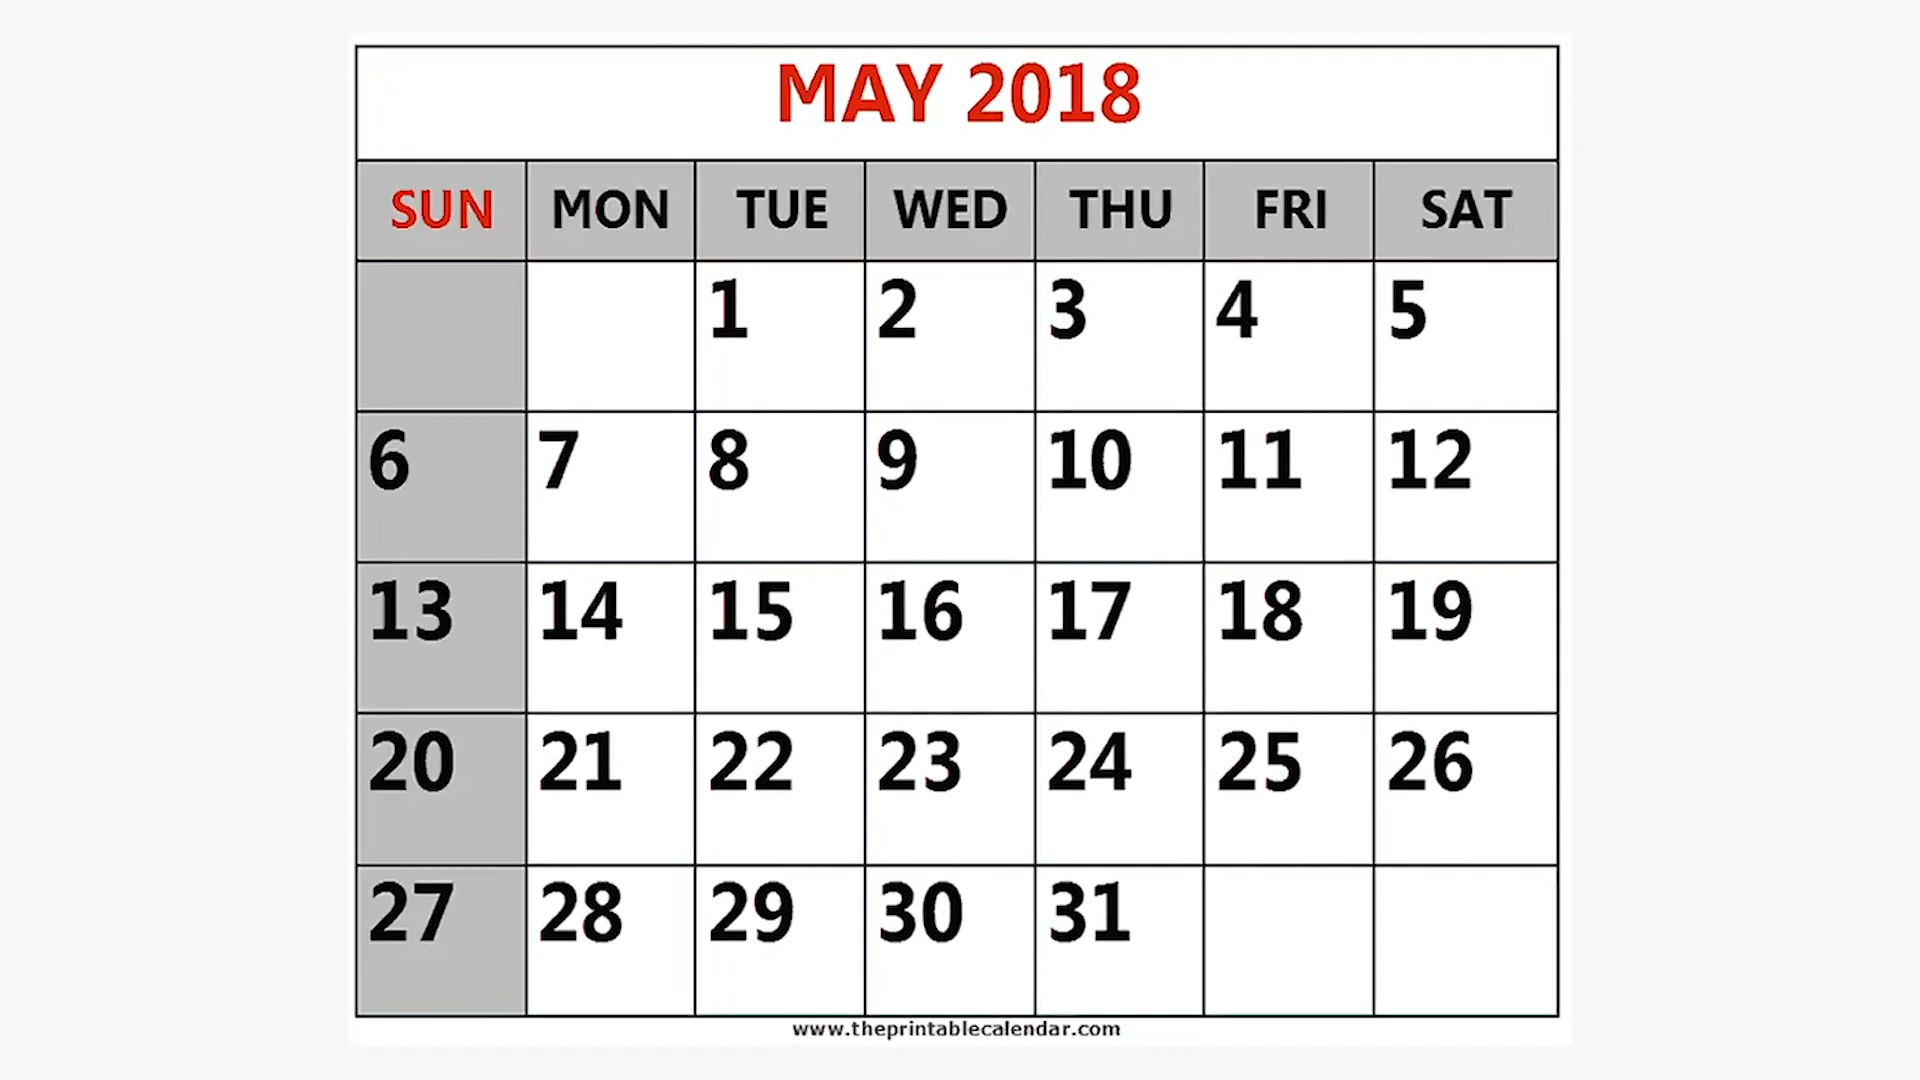 MAY 2018
SUN MON TUE WED THU FRI SAT
1 2 3 4 5
6 7 8 9 10 11 12
13 14 15 16 17 18 19
20 21 22 23 24 25 26
27 28 29 30 31
www.theprintablecalendar.com